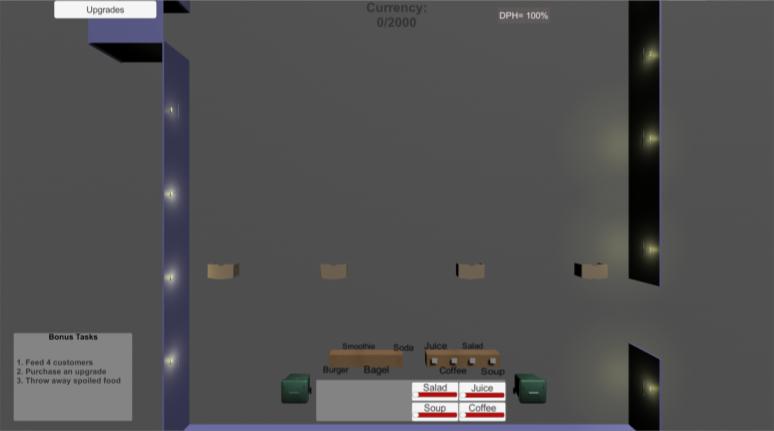 Upgrades
Currency:
0/2000
DPH= 100%
Smoothie
Soda
Juice
Salad
Burger
Bagel
Coffee
Soup
Salad
Juice
Soup
Coffee
Bonus Tasks
1. Feed 4 customers
2. Purchase an upgrade
3. Throw away spoiled food